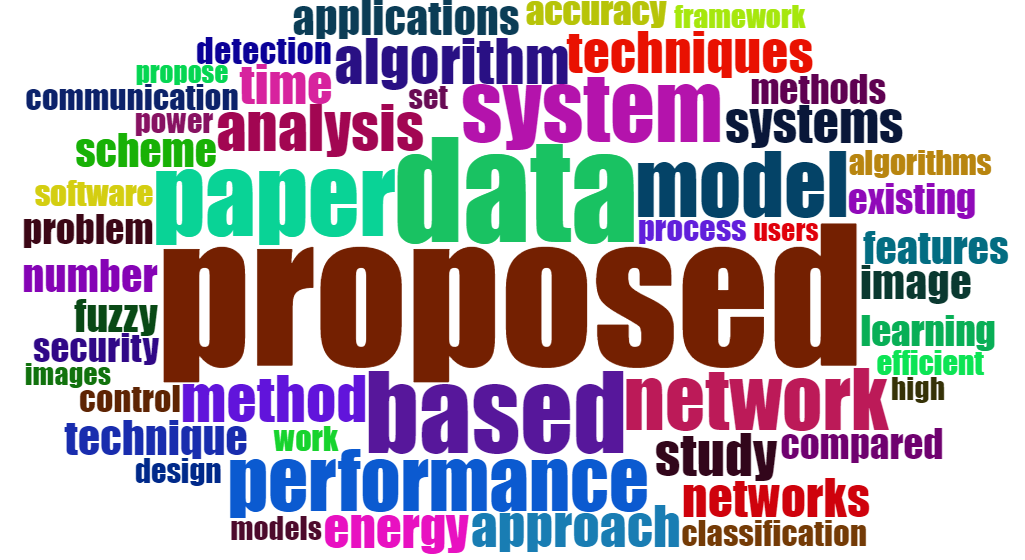 applications accuracy framework
detection algorithm techniques
propose time set system methods
communication
power analysis systems
scheme data model algorithms
software paper existing
problem process users
proposed features
number image
fuzzy learning
security efficient
images
control method based network high
technique work study compared
design performance networks
models energy approach classification